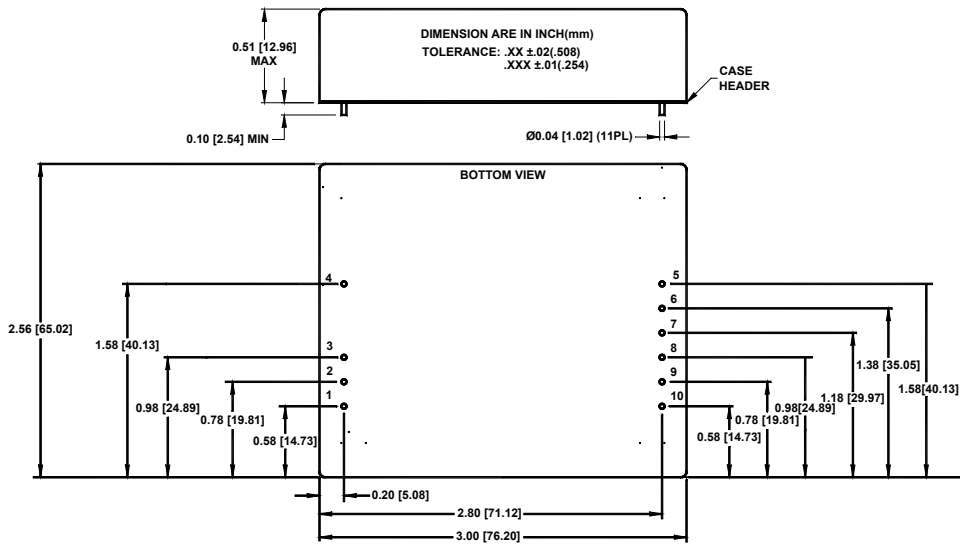 0.51 [12.96]
MAX
DIMENSION ARE IN INCH(mm)
TOLERANCE: .XX ±.02(.508)
.XXX ±.01(.254)
CASE
HEADER
0.10 [2.54] MIN
Ø0.04 [1.02] (11PL)
BOTTOM VIEW
4
5
6
7
3
8
2
9
1
10
2.56 [65.02]
1.58 [40.13]
0.98 [24.89]
0.78 [19.81]
0.58 [14.73]
1.38 [35.05]
1.58[40.13]
1.18 [29.97]
0.98[24.89]
0.78 [19.81]
0.58 [14.73]
0.20 [5.08]
2.80 [71.12]
3.00 [76.20]